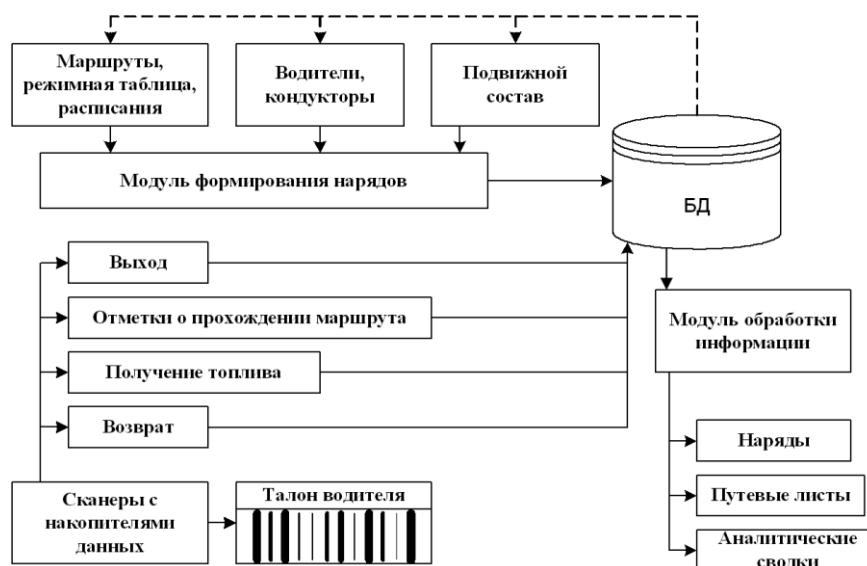 Маршруты,
режимная таблица,
расписания
Водители,
кондукторы
Подвижной
состав
Модуль формирования нарядов
БД
Выход
Отметки о прохождении маршрута
Получение топлива
Возврат
Сканеры с
накопителями
данных
Талон водителя
Модуль обработки
информации
Наряды
Путевые листы
Аналитические
сводки